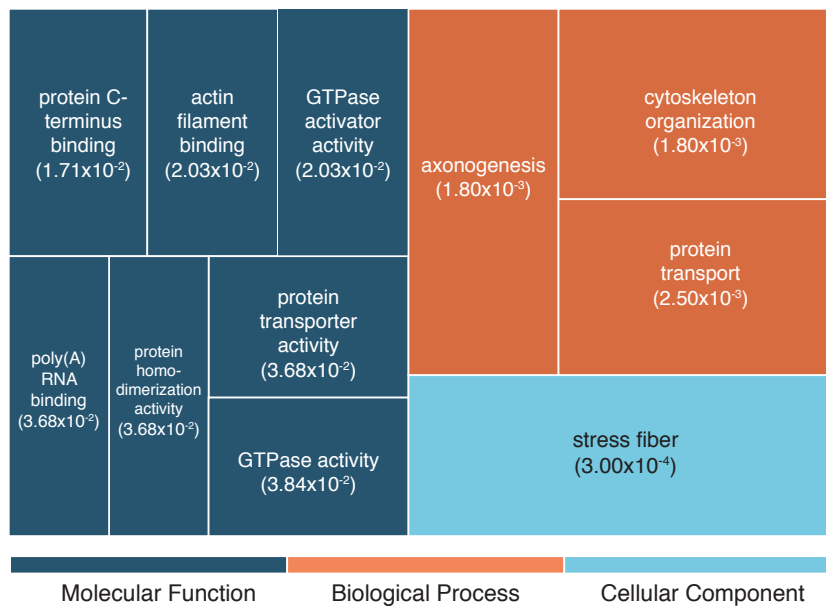 protein C-
terminus
binding
(1.71x10⁻²)
actin
filament
binding
(2.03x10⁻²)
GTPase
activator
activity
(2.03x10⁻²)
axonogenesis
(1.80x10⁻³)
cytoskeleton
organization
(1.80x10⁻³)
protein
transport
(2.50x10⁻³)
poly(A)
RNA
binding
(3.68x10⁻²)
protein
homo-
dimerization
activity
(3.68x10⁻²)
protein
transporter
activity
(3.68x10⁻²)
GTPase activity
(3.84x10⁻²)
stress fiber
(3.00x10⁻⁴)
Molecular Function
Biological Process
Cellular Component